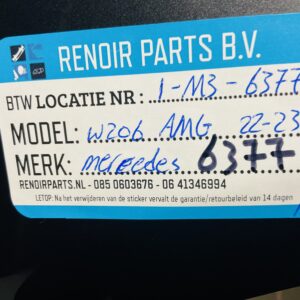 RENOIR PARTS B.V.
BTW LOCATIE NR: 1-M3-6377
MODEL: W206 AMG 22-23
MERK: mercedes 6377
RENOIRPARTS.NL - 085 0603676 - 06 41346994
LETOP: Na het verwijderen van de sticker vervalt de garantie/retourbeleid van 14 dagen